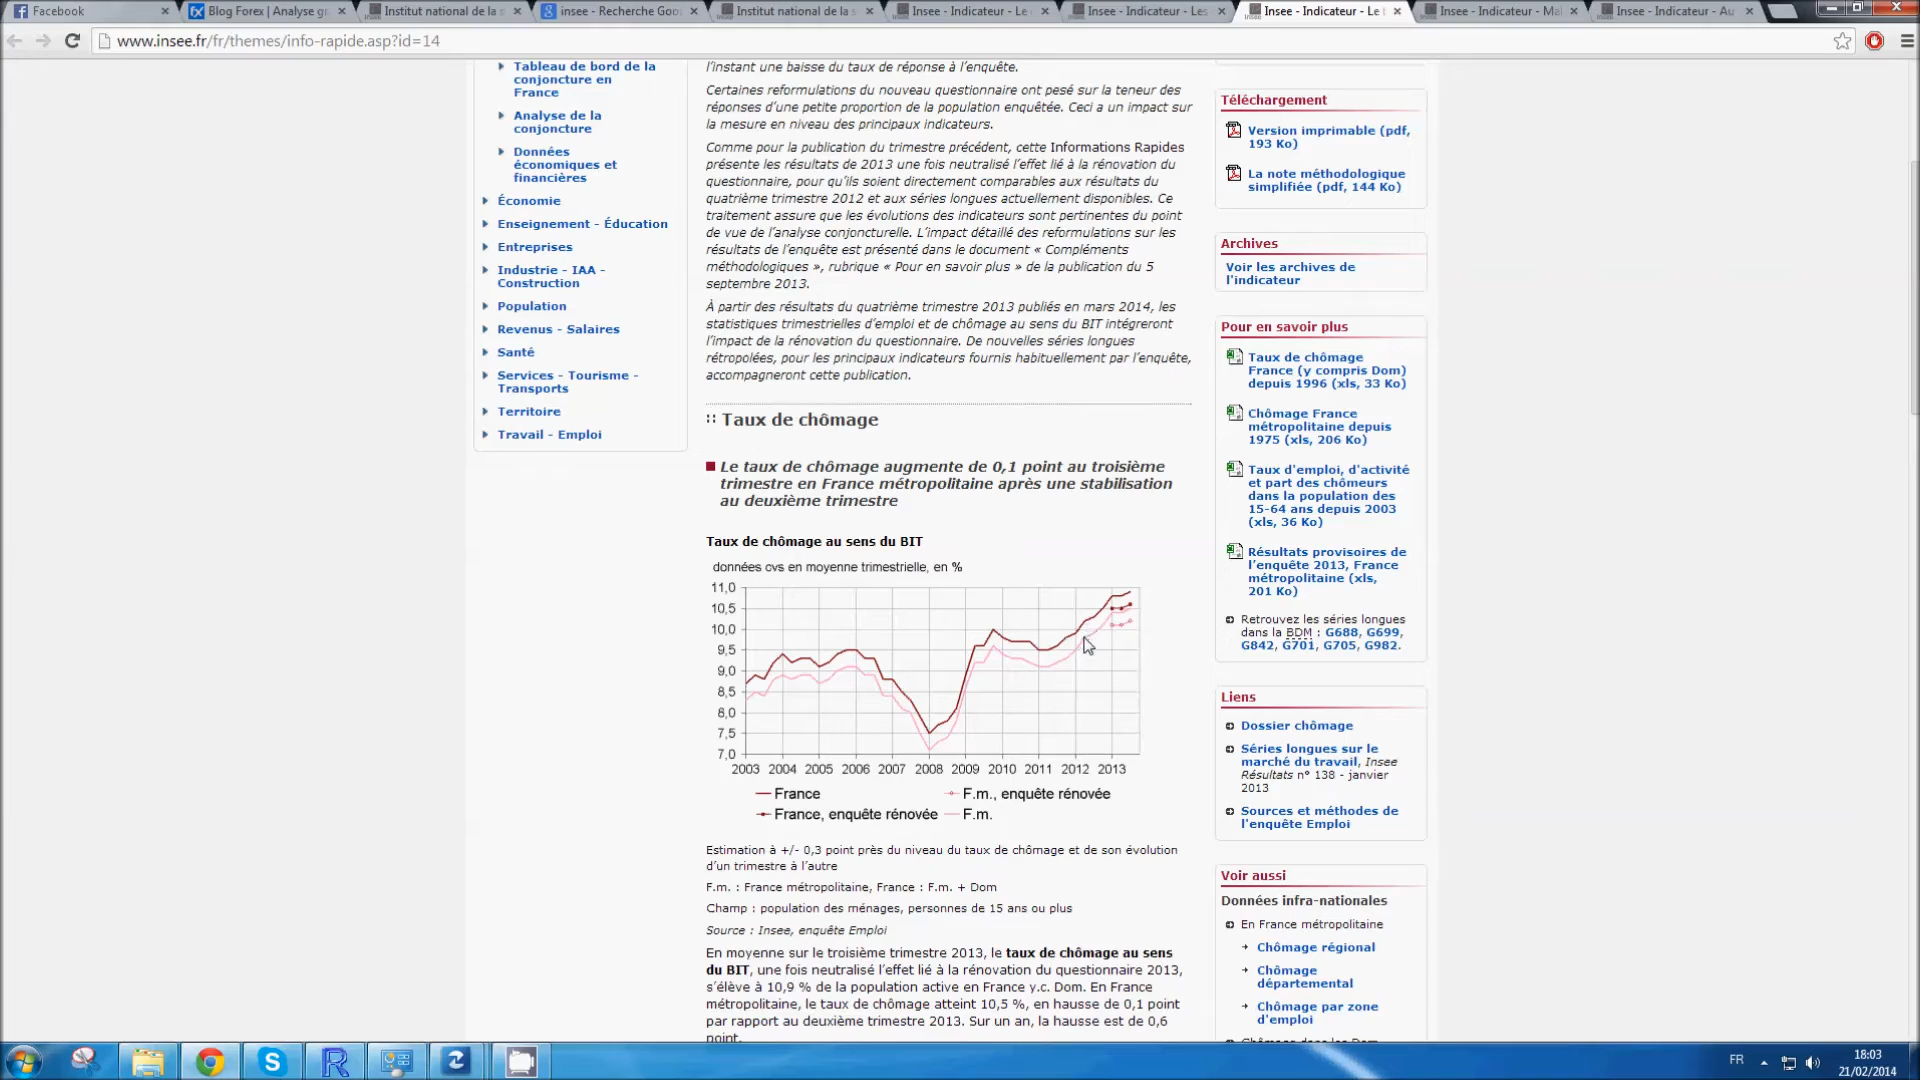 Facebook
Blog Forex | Analyse gr
Institut national de la s
insee - Recherche Goo
Institut national de la s
Insee - Indicateur - Le
Insee - Indicateur - Les
Insee - Indicateur - Le t
Insee - Indicateur - Mai
Insee - Indicateur - Au
www.insee.fr/fr/themes/info-rapide.asp?id=14
Tableau de bord de la
conjoncture en
France
Analyse de la
conjoncture
Données
économiques et
financières
Économie
Enseignement - Éducation
Entreprises
Industrie - IAA -
Construction
Population
Revenus - Salaires
Santé
Services - Tourisme -
Transports
Territoire
Travail - Emploi
l'instant une baisse du taux de réponse à l'enquête.
Certaines reformulations du nouveau questionnaire ont pesé sur la teneur des
réponses d'une petite proportion de la population enquêtée. Ceci a un impact sur
la mesure en niveau des principaux indicateurs.
Comme pour la publication du trimestre précédent, cette Informations Rapides
présente les résultats de 2013 une fois neutralisé l'effet lié à la rénovation du
questionnaire, pour qu'ils soient directement comparables aux résultats du
quatrième trimestre 2012 et aux séries longues actuellement disponibles. Ce
traitement assure que les évolutions des indicateurs sont pertinentes du point
de vue de l'analyse conjoncturelle. L'impact détaillé des reformulations sur les
résultats de l'enquête est présenté dans le document « Compléments
méthodologiques », rubrique « Pour en savoir plus » de la publication du 5
septembre 2013.
À partir des résultats du quatrième trimestre 2013 publiés en mars 2014, les
statistiques trimestrielles d'emploi et de chômage au sens du BIT intégreront
l'impact de la rénovation du questionnaire. De nouvelles séries longues
rétropolées, pour les principaux indicateurs fournis habituellement par l'enquête,
accompagneront cette publication.
Taux de chômage
Le taux de chômage augmente de 0,1 point au troisième
trimestre en France métropolitaine après une stabilisation
au deuxième trimestre
Taux de chômage au sens du BIT
données cvs en moyenne trimestrielle, en %
11,0
10,5
10,0
9,5
9,0
8,5
8,0
7,5
7,0
2003 2004 2005 2006 2007 2008 2009 2010 2011 2012 2013
France
F.m., enquête rénovée
France, enquête rénovée
F.m.
Estimation à +/- 0,3 point près du niveau du taux de chômage et de son évolution
d'un trimestre à l'autre
F.m. : France métropolitaine, France : F.m. + Dom
Champ : population des ménages, personnes de 15 ans ou plus
Source : Insee, enquête Emploi
En moyenne sur le troisième trimestre 2013, le taux de chômage au sens
du BIT, une fois neutralisé l'effet lié à la rénovation du questionnaire 2013,
s'élève à 10,9 % de la population active en France y.c. Dom. En France
métropolitaine, le taux de chômage atteint 10,5 %, en hausse de 0,1 point
par rapport au deuxième trimestre 2013. Sur un an, la hausse est de 0,6
point.
Téléchargement
Version imprimable (pdf,
193 Ko)
La note méthodologique
simplifiée (pdf, 144 Ko)
Archives
Voir les archives de
l'indicateur
Pour en savoir plus
Taux de chômage
France (y compris Dom)
depuis 1996 (xls, 33 Ko)
Chômage France
métropolitaine depuis
1975 (xls, 206 Ko)
Taux d'emploi, d'activité
et part des chômeurs
dans la population des
15-64 ans depuis 2003
(xls, 36 Ko)
Résultats provisoires de
l'enquête 2013, France
métropolitaine (xls,
201 Ko)
Retrouvez les séries longues
dans la BDM : G688, G699,
G842, G701, G705, G982.
Liens
Dossier chômage
Séries longues sur le
marché du travail, Insee
Résultats n° 138 - janvier
2013
Sources et méthodes de
l'enquête Emploi
Voir aussi
Données infra-nationales
En France métropolitaine
Chômage régional
Chômage
départemental
Chômage par zone
d'emploi
Chômage dans les Dom
FR
18:03
21/02/2014